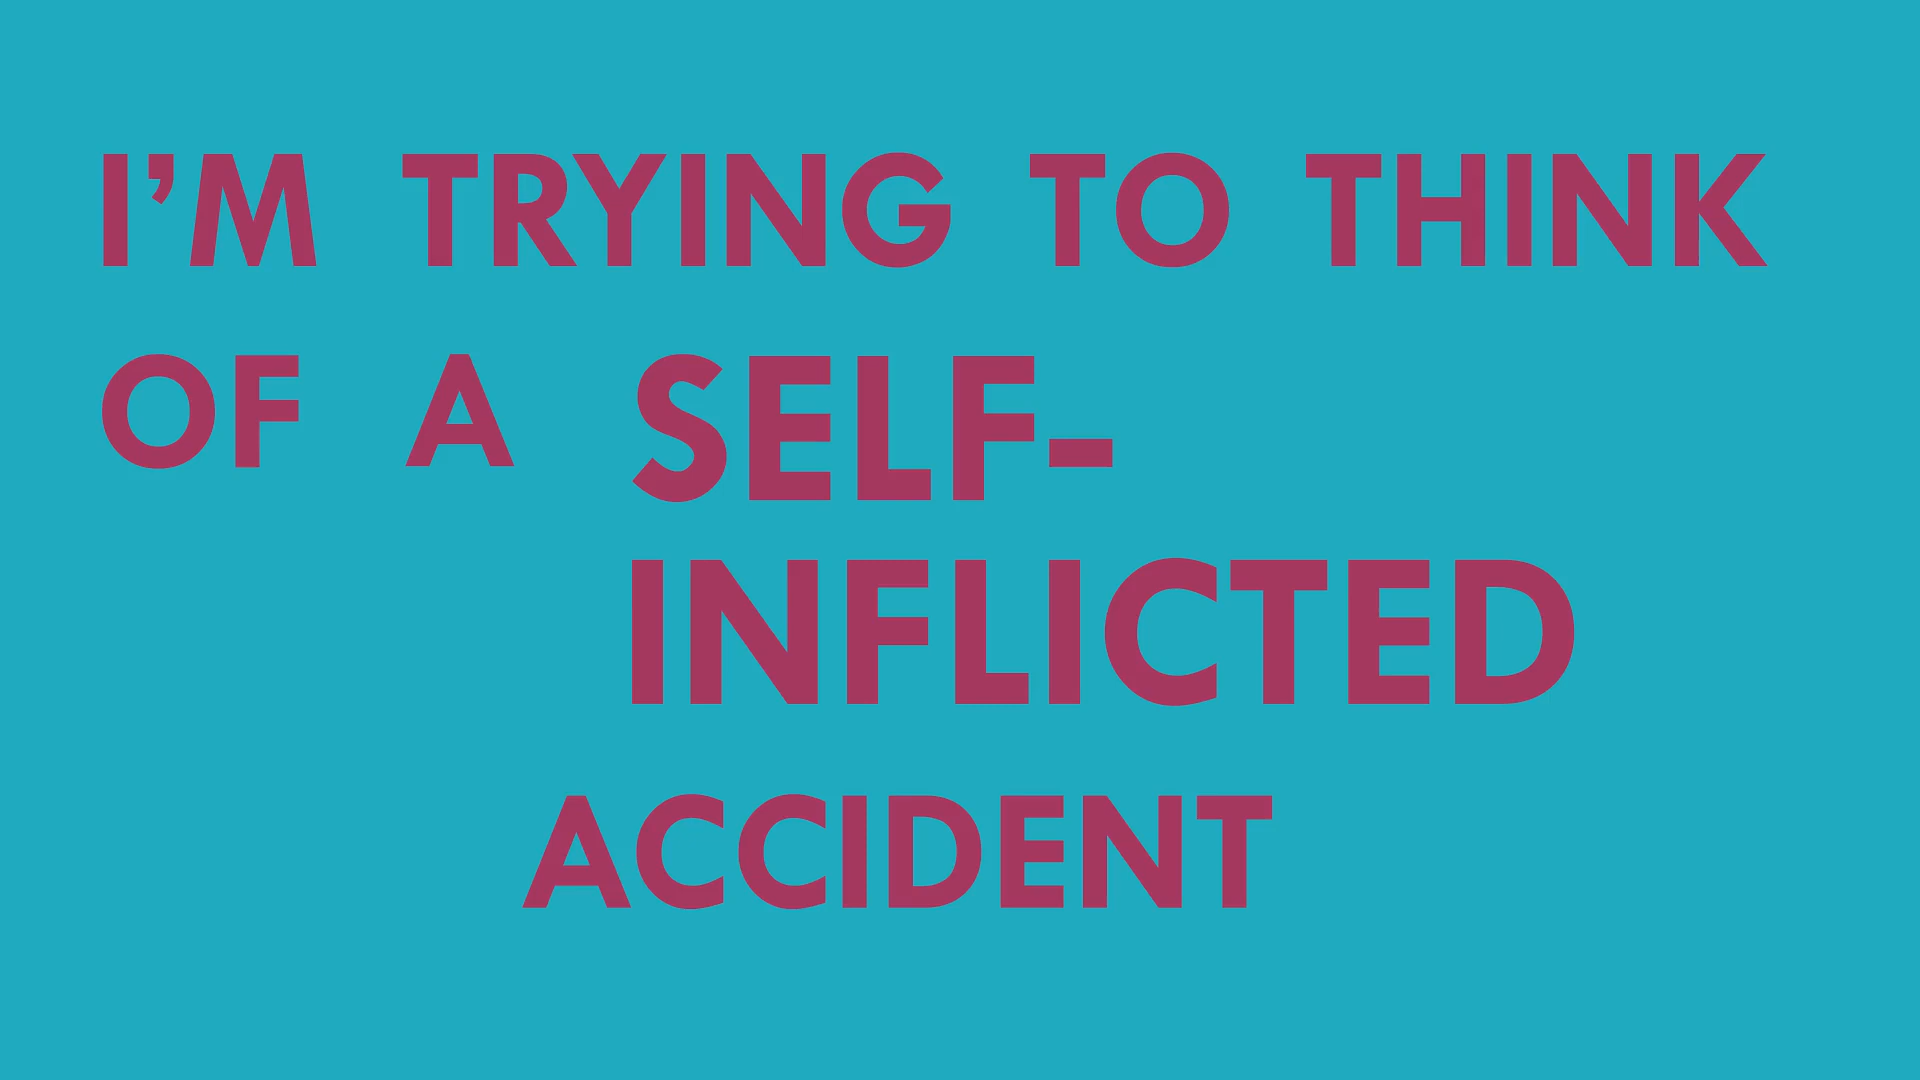 I’M TRYING TO THINK
OF A SELF-
INFLICTED
ACCIDENT